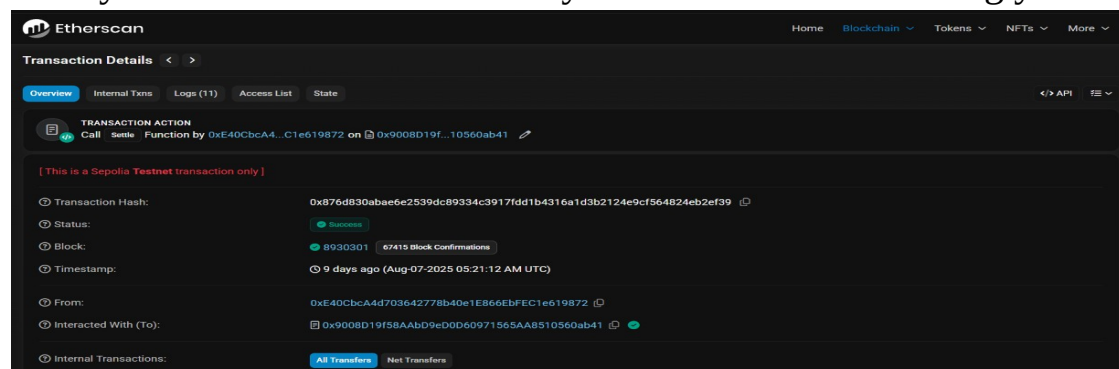 Etherscan
Home Blockchain Tokens NFTs More
Transaction Details < >
Overview Internal Txns Logs (11) Access List State </> API
TRANSACTION ACTION
Call Settle Function by 0xE40CbcA4...C1e619872 on 0x9008D19f...10560ab41
[ This is a Sepolia Testnet transaction only ]
Transaction Hash: 0x876d830abae6e2539dc89334c3917fdd1b4316a1d3b2124e9cf564824eb2ef39
Status: Success
Block: 8930301 67415 Block Confirmations
Timestamp: 9 days ago (Aug-07-2025 05:21:12 AM UTC)
From: 0xE40CbcA4d703642778b40e1E866EbFEC1e619872
Interacted With (To): 0x9008D19f58AAbD9eD0D60971565AA8510560ab41
Internal Transactions: All Transfers Net Transfers